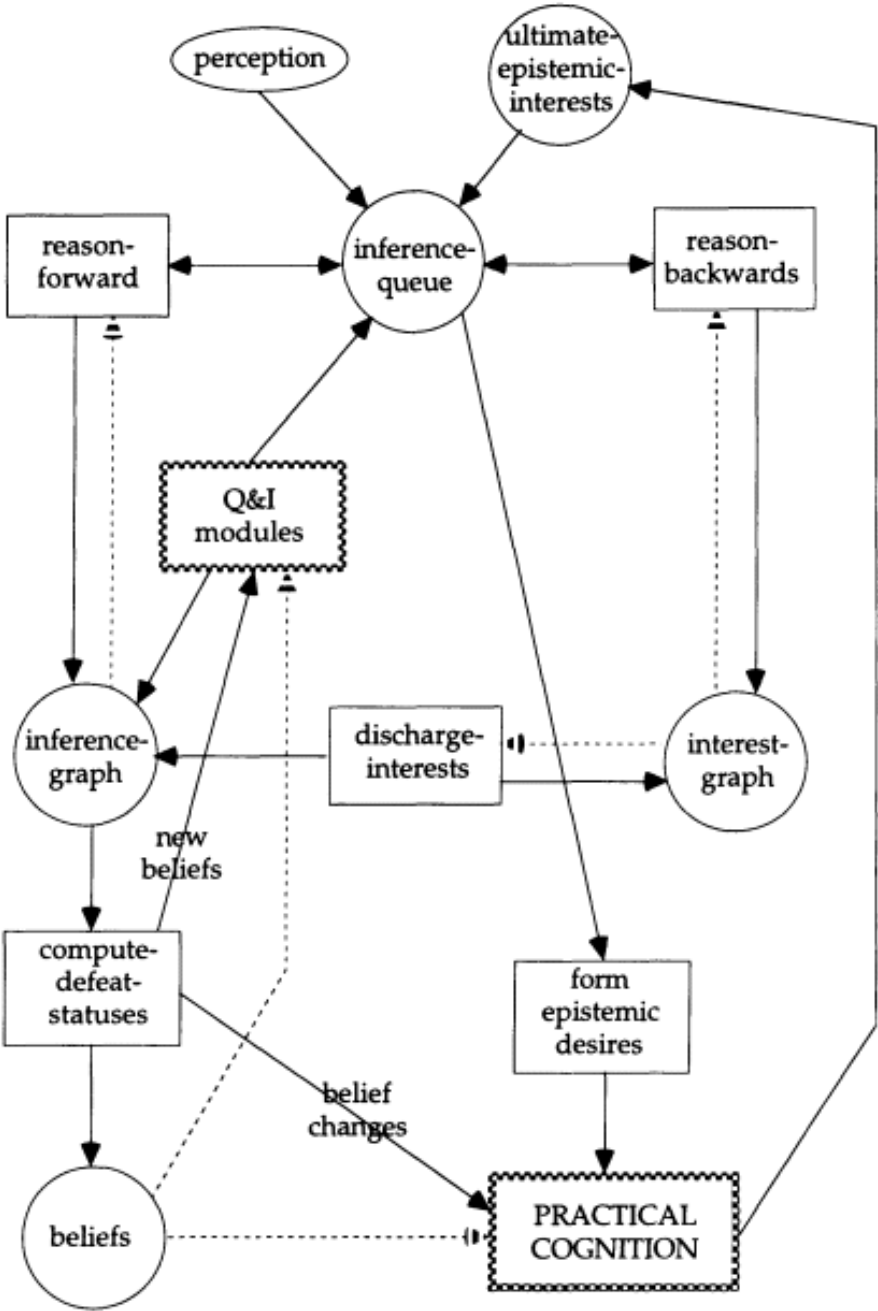 perception
ultimate-
epistemic-
interests
reason-
forward
inference-
queue
reason-
backwards
Q&I
modules
inference-
graph
discharge-
interests
interest-
graph
new
beliefs
compute-
defeat-
statuses
form
epistemic
desires
belief
changes
beliefs
PRACTICAL
COGNITION